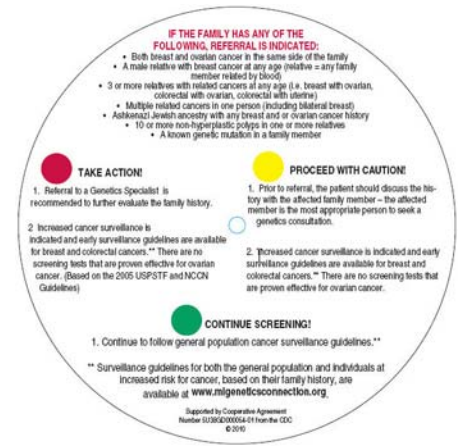 IF THE FAMILY HAS ANY OF THE
FOLLOWING, REFERRAL IS INDICATED:
• Both breast and ovarian cancer in the same side of the family
• A male relative with breast cancer at any age (relative = any family
member related by blood)
• 3 or more relatives with related cancers at any age (i.e. breast with ovarian,
colorectal with ovarian, colorectal with uterine)
• Multiple related cancers in one person (including bilateral breast)
• Ashkenazi Jewish ancestry with any breast and or ovarian cancer history
• 10 or more non-hyperplastic polyps in one or more relatives
• A known genetic mutation in a family member
TAKE ACTION!
1. Referral to a Genetics Specialist is
recommended to further evaluate the family history.
2 Increased cancer surveillance is
indicated and early surveillance guidelines are available
for breast and colorectal cancers.** There are no
screening tests that are proven effective for ovarian
cancer. (Based on the 2005 USPSTF and NCCN
Guidelines)
PROCEED WITH CAUTION!
1. Prior to referral, the patient should discuss the his-
tory with the affected family member – the affected
member is the most appropriate person to seek a
genetics consultation.
2. Increased cancer surveillance is indicated and early
surveillance guidelines are available for breast and
colorectal cancers.** There are no screening tests that
are proven effective for ovarian cancer.
CONTINUE SCREENING!
1. Continue to follow general population cancer surveillance guidelines.**
** Surveillance guidelines for both the general population and individuals at
increased risk for cancer, based on their family history, are
available at www.migeneticsconnection.org.
Supported by Cooperative Agreement
Number 5U38GD000054-01 from the CDC
© 2010